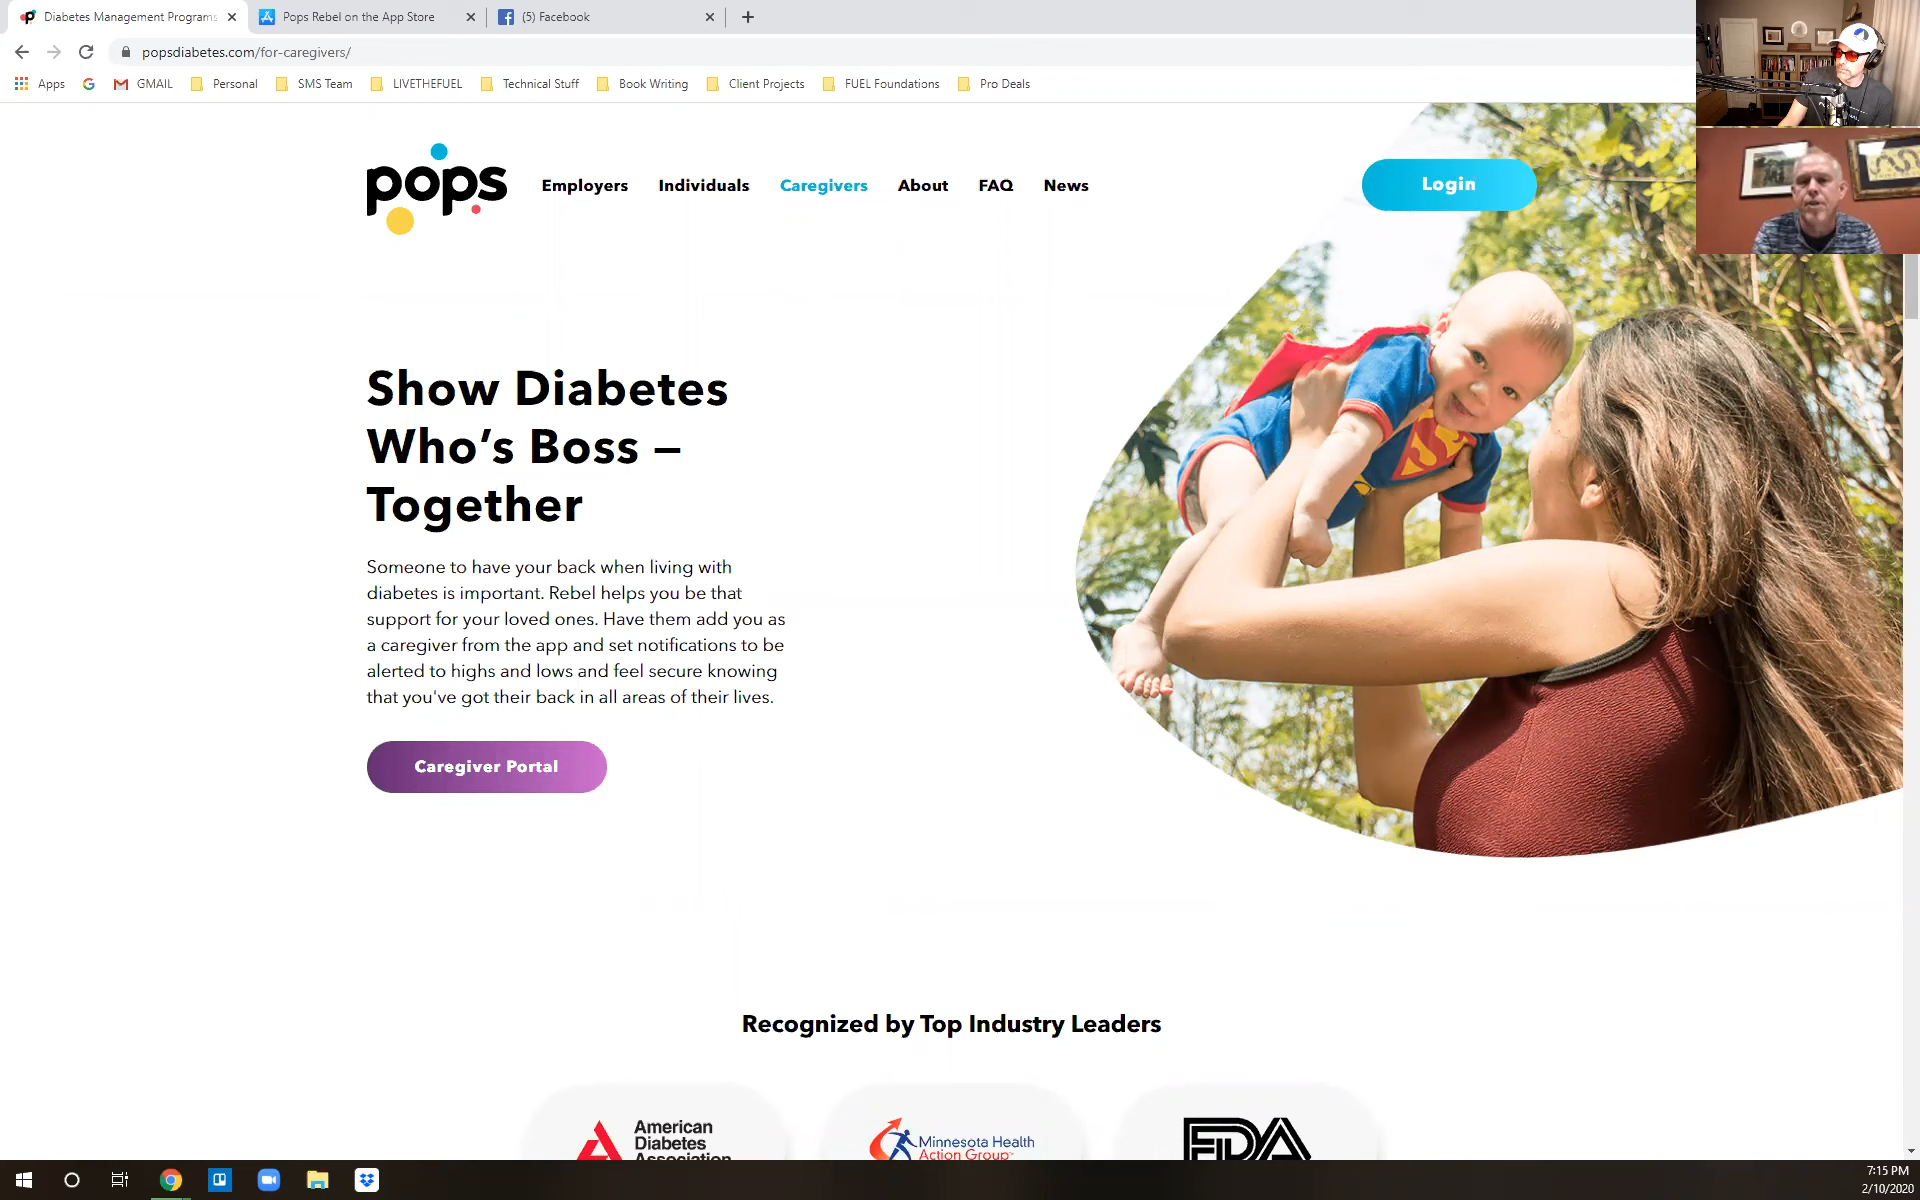 Diabetes Management Programs
Pops Rebel on the App Store
(5) Facebook
popsdiabetes.com/for-caregivers/
Apps
GMAIL
Personal
SMS Team
LIVETHEFUEL
Technical Stuff
Book Writing
Client Projects
FUEL Foundations
Pro Deals
pops
Employers
Individuals
Caregivers
About
FAQ
News
Login
Show Diabetes
Who's Boss –
Together
Someone to have your back when living with
diabetes is important. Rebel helps you be that
support for your loved ones. Have them add you as
a caregiver from the app and set notifications to be
alerted to highs and lows and feel secure knowing
that you've got their back in all areas of their lives.
Caregiver Portal
Recognized by Top Industry Leaders
American
Diabetes
Association
Minnesota Health
Action Group
FDA
7:15 PM
2/10/2020